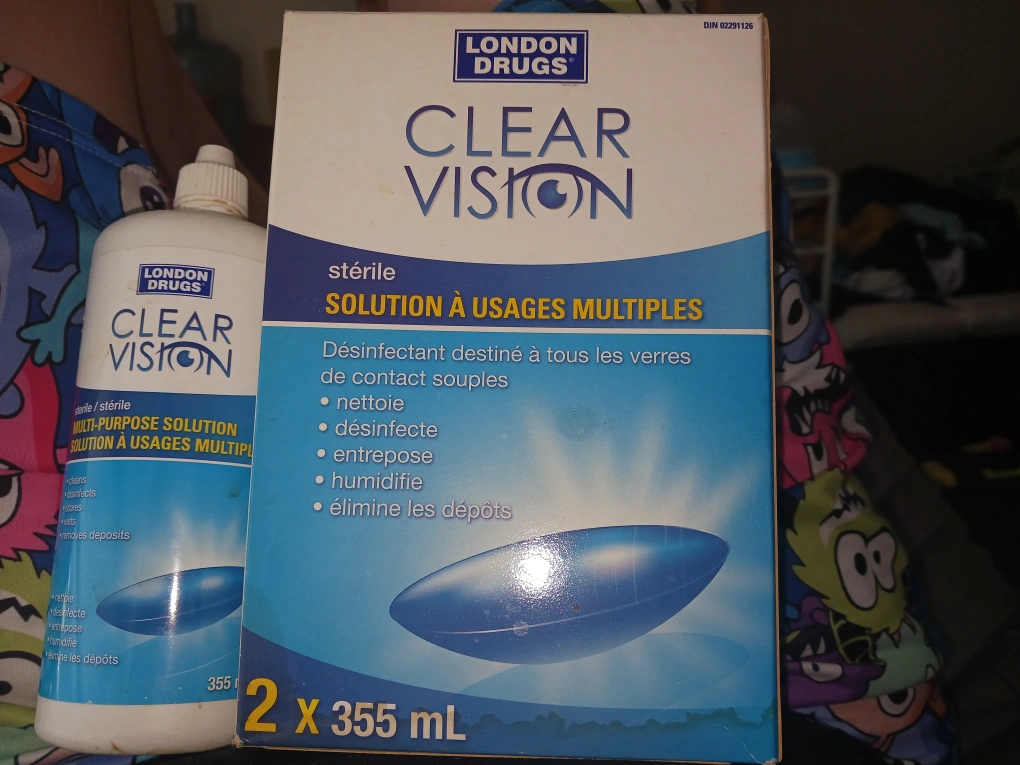 DIN 02291126
LONDON
DRUGS
CLEAR
VISION
stérile
SOLUTION À USAGES MULTIPLES
Désinfectant destiné à tous les verres
de contact souples
• nettoie
• désinfecte
• entrepose
• humidifie
• élimine les dépôts
2 x 355 mL
LONDON
DRUGS
CLEAR
VISION
sterile / stérile
MULTI-PURPOSE SOLUTION
SOLUTION À USAGES MULTIPL
• cleans
• disinfects
• stores
• wets
• removes deposits
• nettoie
• désinfecte
• entrepose
• humidifie
• élimine les dépôts
355